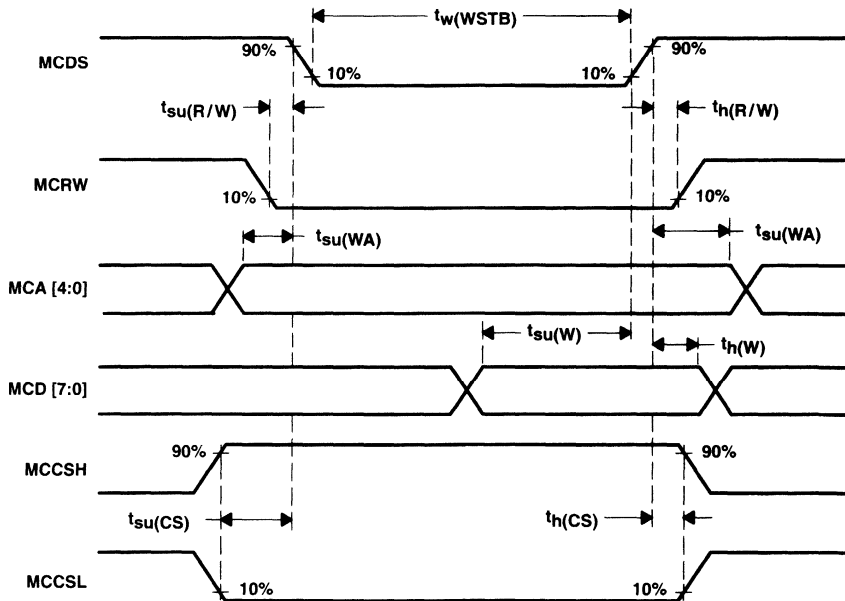 tw(WSTB)
MCDS
90%
10%
10%
90%
tsu(R/W)
th(R/W)
MCRW
10%
10%
tsu(WA)
tsu(WA)
MCA [4:0]
tsu(W)
th(W)
MCD [7:0]
MCCSH
90%
90%
tsu(CS)
th(CS)
MCCSL
10%
10%